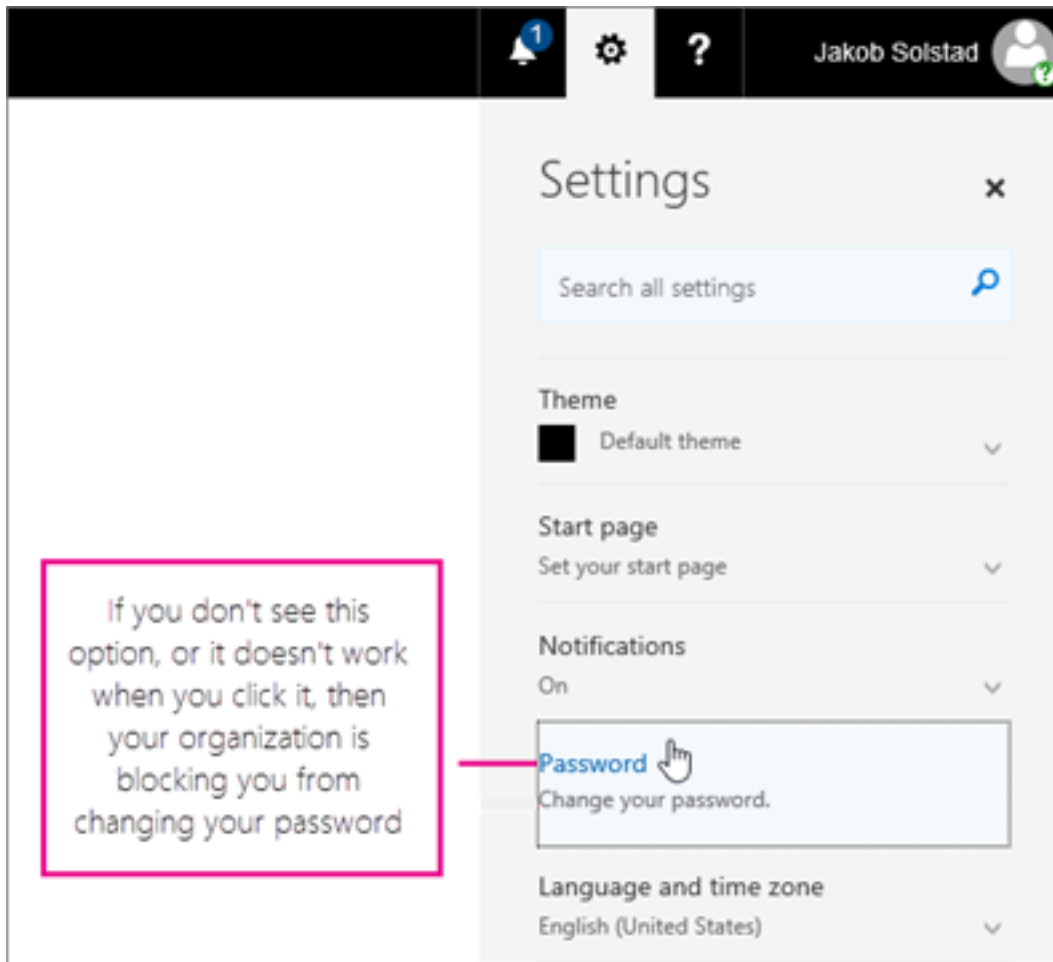 1
?
Jakob Solstad
?
Settings
Search all settings
Theme
Default theme
Start page
Set your start page
Notifications
On
If you don't see this
option, or it doesn't work
when you click it, then
your organization is
blocking you from
changing your password
Password
Change your password.
Language and time zone
English (United States)